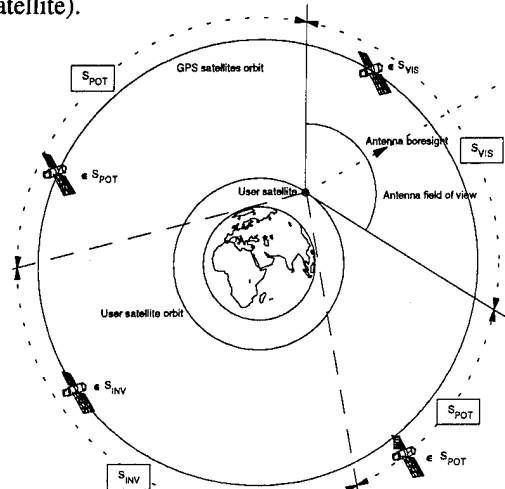 satellite).
S_POT
GPS satellites orbit
ϵ S_VIS
Antenna boresight
S_VIS
ϵ S_POT
User satellite
Antenna field of view
User satellite orbit
ϵ S_INV
S_POT
ϵ S_POT
S_INV